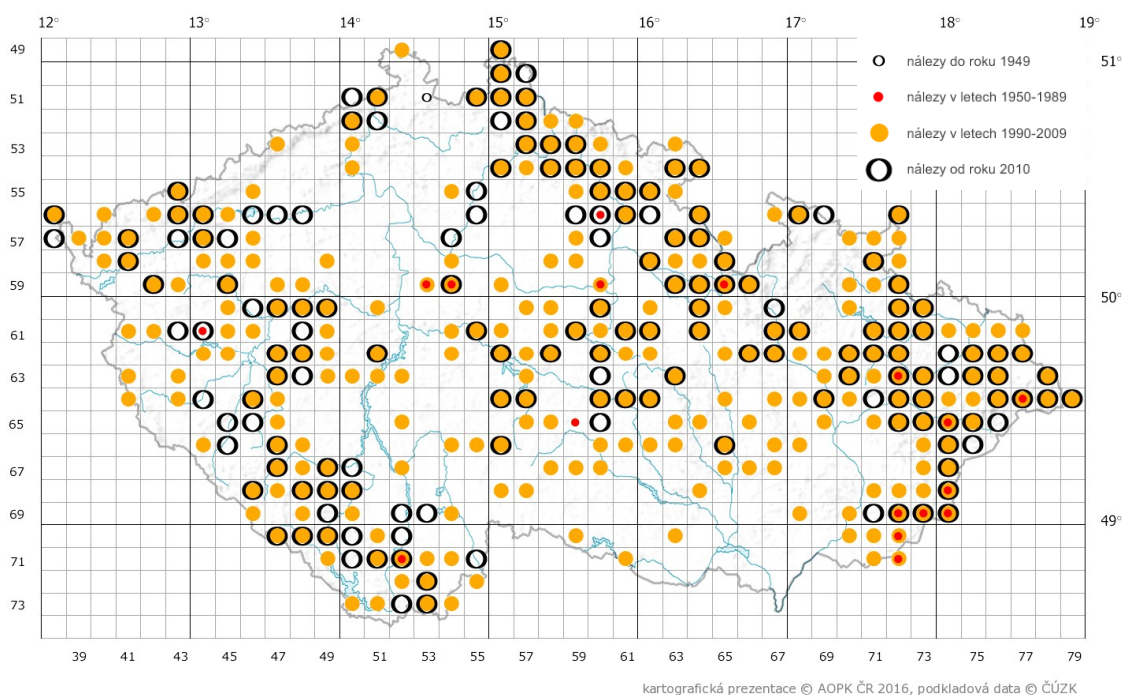 12° 13° 14° 15° 16° 17° 18° 19°
49
51°
nálezy do roku 1949
51
nálezy v letech 1950-1989
53
nálezy v letech 1990-2009
nálezy od roku 2010
55
57
59
50°
61
63
65
67
69
49°
71
73
39 41 43 45 47 49 51 53 55 57 59 61 63 65 67 69 71 73 75 77 79
kartografická prezentace © AOPK ČR 2016, podkladová data © ČÚZK